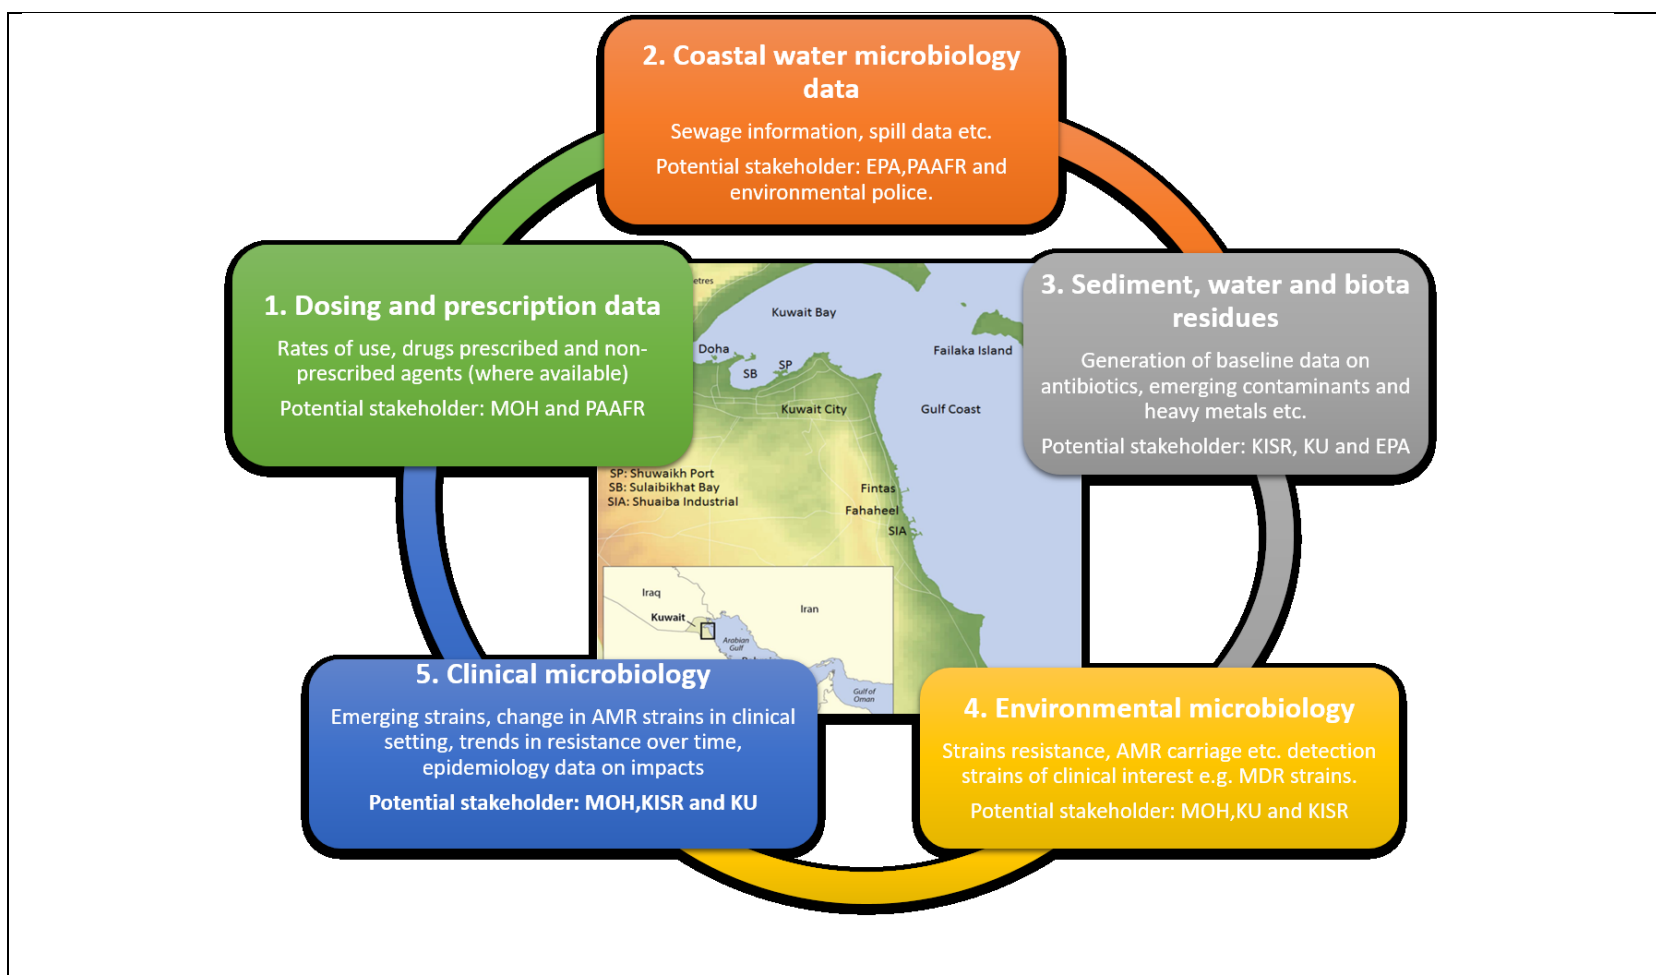 2. Coastal water microbiology
data
Sewage information, spill data etc.
Potential stakeholder: EPA,PAAFR and
environmental police.
1. Dosing and prescription data
Rates of use, drugs prescribed and non-
prescribed agents (where available)
Potential stakeholder: MOH and PAAFR
3. Sediment, water and biota
residues
Generation of baseline data on
antibiotics, emerging contaminants and
heavy metals etc.
Potential stakeholder: KISR, KU and EPA
Kuwait Bay
Doha
SP
SB
Failaka Island
Kuwait City
Gulf Coast
SP: Shuwaikh Port
SB: Sulaibikhat Bay
SIA: Shuaiba Industrial
Fintas
Fahaheel
SIA
Iraq
Iran
Kuwait
Arabian
Gulf
Gulf of
Oman
5. Clinical microbiology
Emerging strains, change in AMR strains in clinical
setting, trends in resistance over time,
epidemiology data on impacts
Potential stakeholder: MOH,KISR and KU
4. Environmental microbiology
Strains resistance, AMR carriage etc. detection
strains of clinical interest e.g. MDR strains.
Potential stakeholder: MOH,KU and KISR